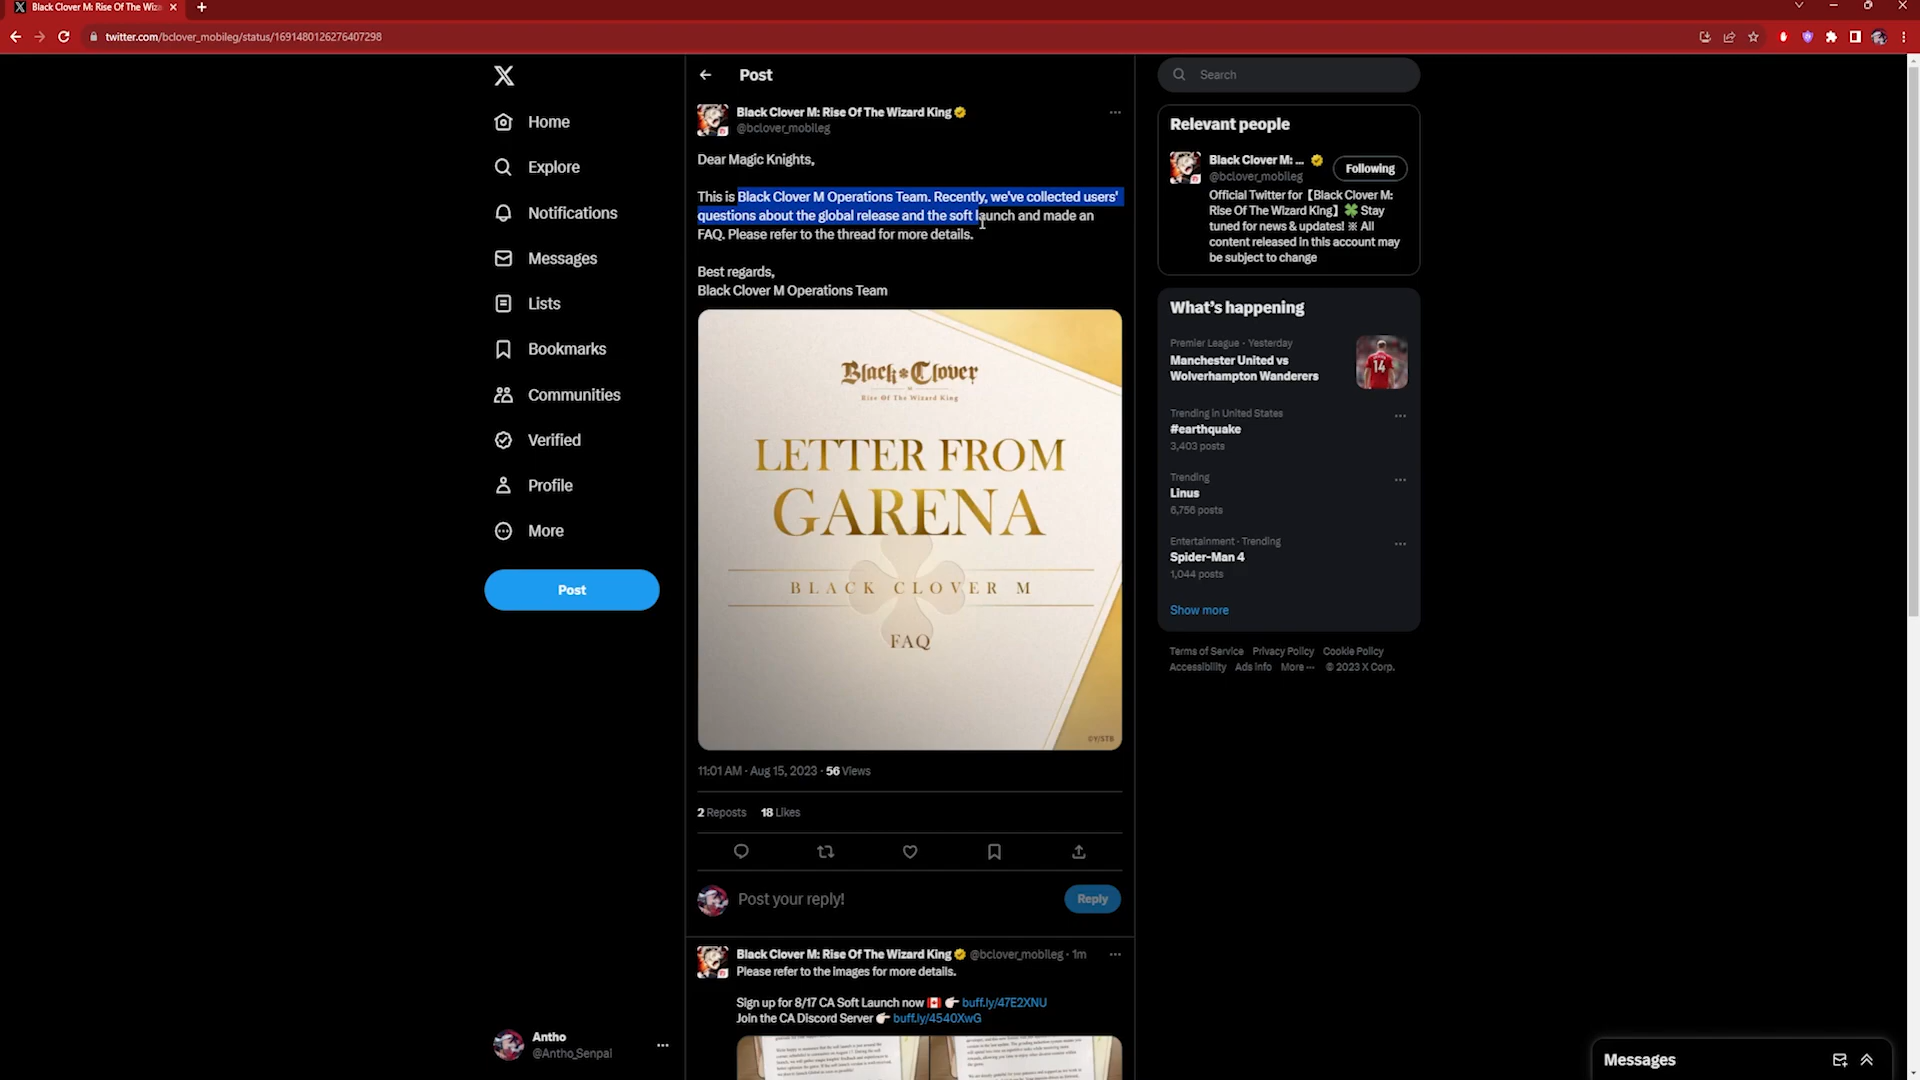 Black Clover M: Rise Of The Wiza
twitter.com/bclover_mobileg/status/1691480126276407298
Home
Explore
Notifications
Messages
Lists
Bookmarks
Communities
Verified
Profile
More
Post
Antho
@Antho_Senpai
Post
Black Clover M: Rise Of The Wizard King
@bclover_mobileg
Dear Magic Knights,
This is Black Clover M Operations Team. Recently, we've collected users'
questions about the global release and the soft launch and made an
FAQ. Please refer to the thread for more details.
Best regards,
Black Clover M Operations Team
Black Clover
M
Rise Of The Wizard King
LETTER FROM
GARENA
BLACK CLOVER M
FAQ
©Y/STB
11:01 AM · Aug 15, 2023 · 56 Views
2 Reposts 18 Likes
Post your reply!
Reply
Black Clover M: Rise Of The Wizard King @bclover_mobileg · 1m
Please refer to the images for more details.
Sign up for 8/17 CA Soft Launch now 🇨🇦 👉 buff.ly/47E2XNU
Join the CA Discord Server 👉 buff.ly/454OXwG
Search
Relevant people
Black Clover M: ...
@bclover_mobileg
Following
Official Twitter for【Black Clover M:
Rise Of The Wizard King】🍀 Stay
tuned for news & updates! ※ All
content released in this account may
be subject to change
What's happening
Premier League · Yesterday
Manchester United vs
Wolverhampton Wanderers
14
Trending in United States
#earthquake
3,403 posts
Trending
Linus
6,756 posts
Entertainment · Trending
Spider-Man 4
1,044 posts
Show more
Terms of Service Privacy Policy Cookie Policy
Accessibility Ads info More ··· © 2023 X Corp.
Messages